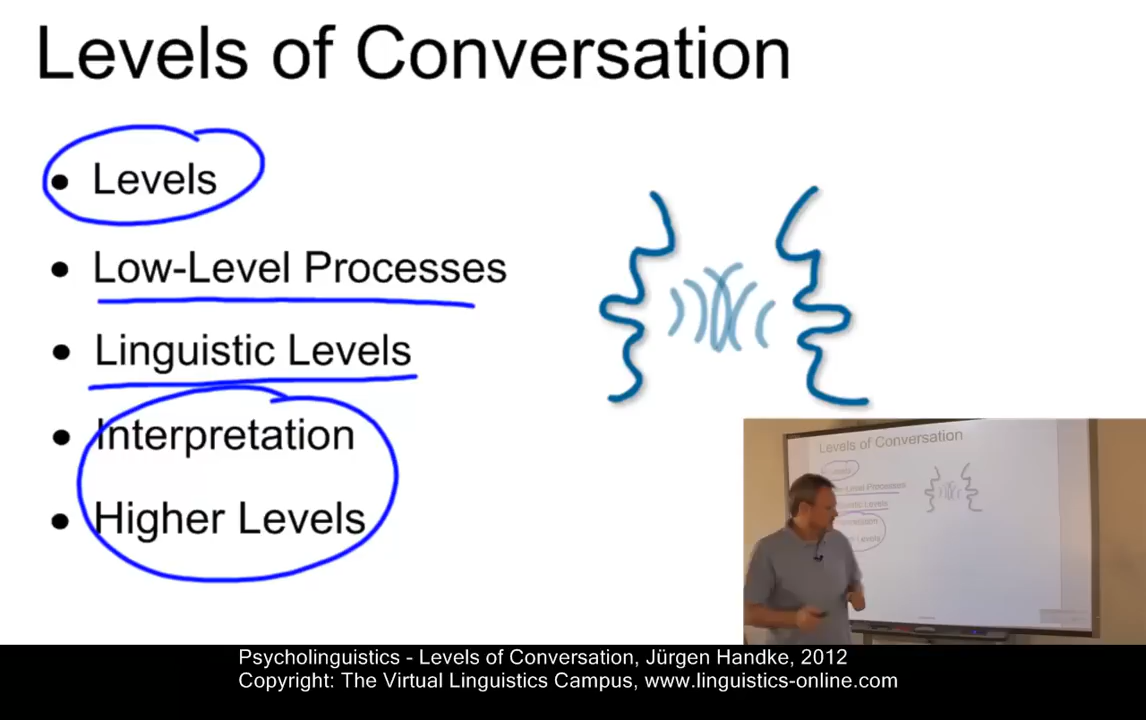 Levels of Conversation
• Levels
• Low-Level Processes
• Linguistic Levels
• Interpretation
• Higher Levels
Levels of Conversation
Psycholinguistics - Levels of Conversation, Jürgen Handke, 2012
Copyright: The Virtual Linguistics Campus, www.linguistics-online.com